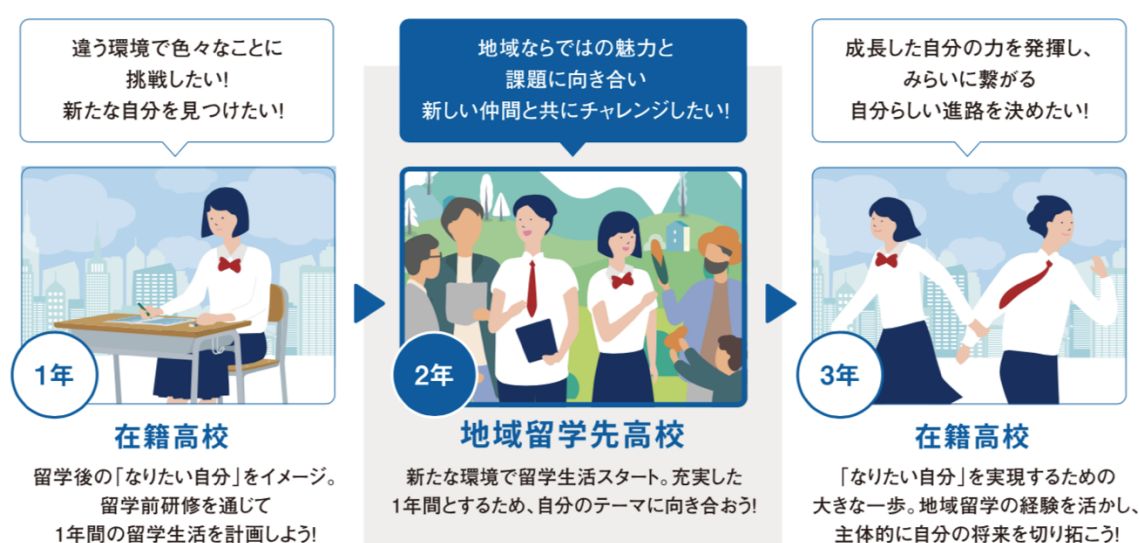 違う環境で色々なことに
挑戦したい!
新たな自分を見つけたい!
1年
在籍高校
留学後の「なりたい自分」をイメージ。
留学前研修を通じて
1年間の留学生活を計画しよう!
地域ならではの魅力と
課題に向き合い
新しい仲間と共にチャレンジしたい!
2年
地域留学先高校
新たな環境で留学生活スタート。充実した
1年間とするため、自分のテーマに向き合おう!
成長した自分の力を発揮し、
みらいに繋がる
自分らしい進路を決めたい!
3年
在籍高校
「なりたい自分」を実現するための
大きな一歩。地域留学の経験を活かし、
主体的に自分の将来を切り拓こう!